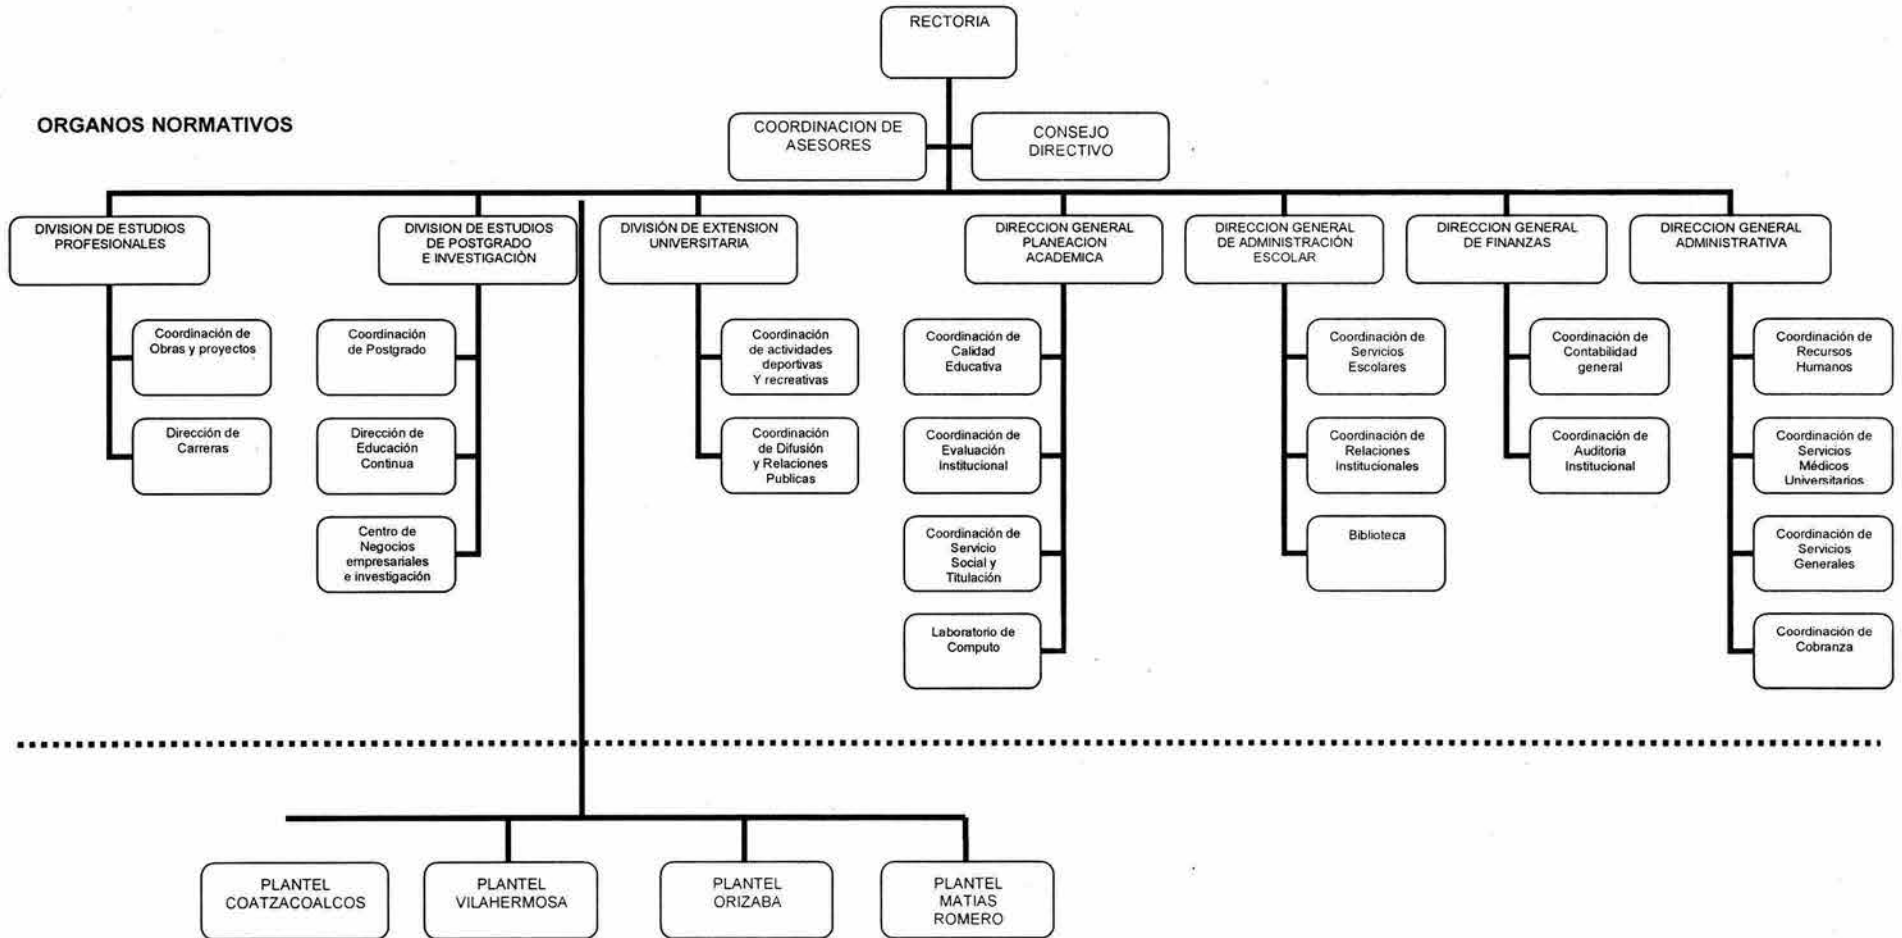 RECTORIA
ORGANOS NORMATIVOS
COORDINACION DE
ASESORES
CONSEJO
DIRECTIVO
DIVISION DE ESTUDIOS
PROFESIONALES
DIVISION DE ESTUDIOS
DE POSTGRADO
E INVESTIGACIÓN
DIVISIÓN DE EXTENSION
UNIVERSITARIA
DIRECCION GENERAL
PLANEACION
ACADEMICA
DIRECCION GENERAL
DE ADMINISTRACIÓN
ESCOLAR
DIRECCION GENERAL
DE FINANZAS
DIRECCION GENERAL
ADMINISTRATIVA
Coordinación de
Obras y proyectos
Dirección de
Carreras
Coordinación
de Postgrado
Dirección de
Educación
Continua
Centro de
Negocios
empresariales
e investigación
Coordinación
de actividades
deportivas
Y recreativas
Coordinación
de Difusión
y Relaciones
Publicas
Coordinación de
Calidad
Educativa
Coordinación de
Evaluación
Institucional
Coordinación de
Servicio
Social y
Titulación
Laboratorio de
Computo
Coordinación de
Servicios
Escolares
Coordinación de
Relaciones
Institucionales
Biblioteca
Coordinación de
Contabilidad
general
Coordinación de
Auditoria
Institucional
Coordinación de
Recursos
Humanos
Coordinación de
Servicios
Médicos
Universitarios
Coordinación de
Servicios
Generales
Coordinación de
Cobranza
PLANTEL
COATZACOALCOS
PLANTEL
VILAHERMOSA
PLANTEL
ORIZABA
PLANTEL
MATIAS
ROMERO